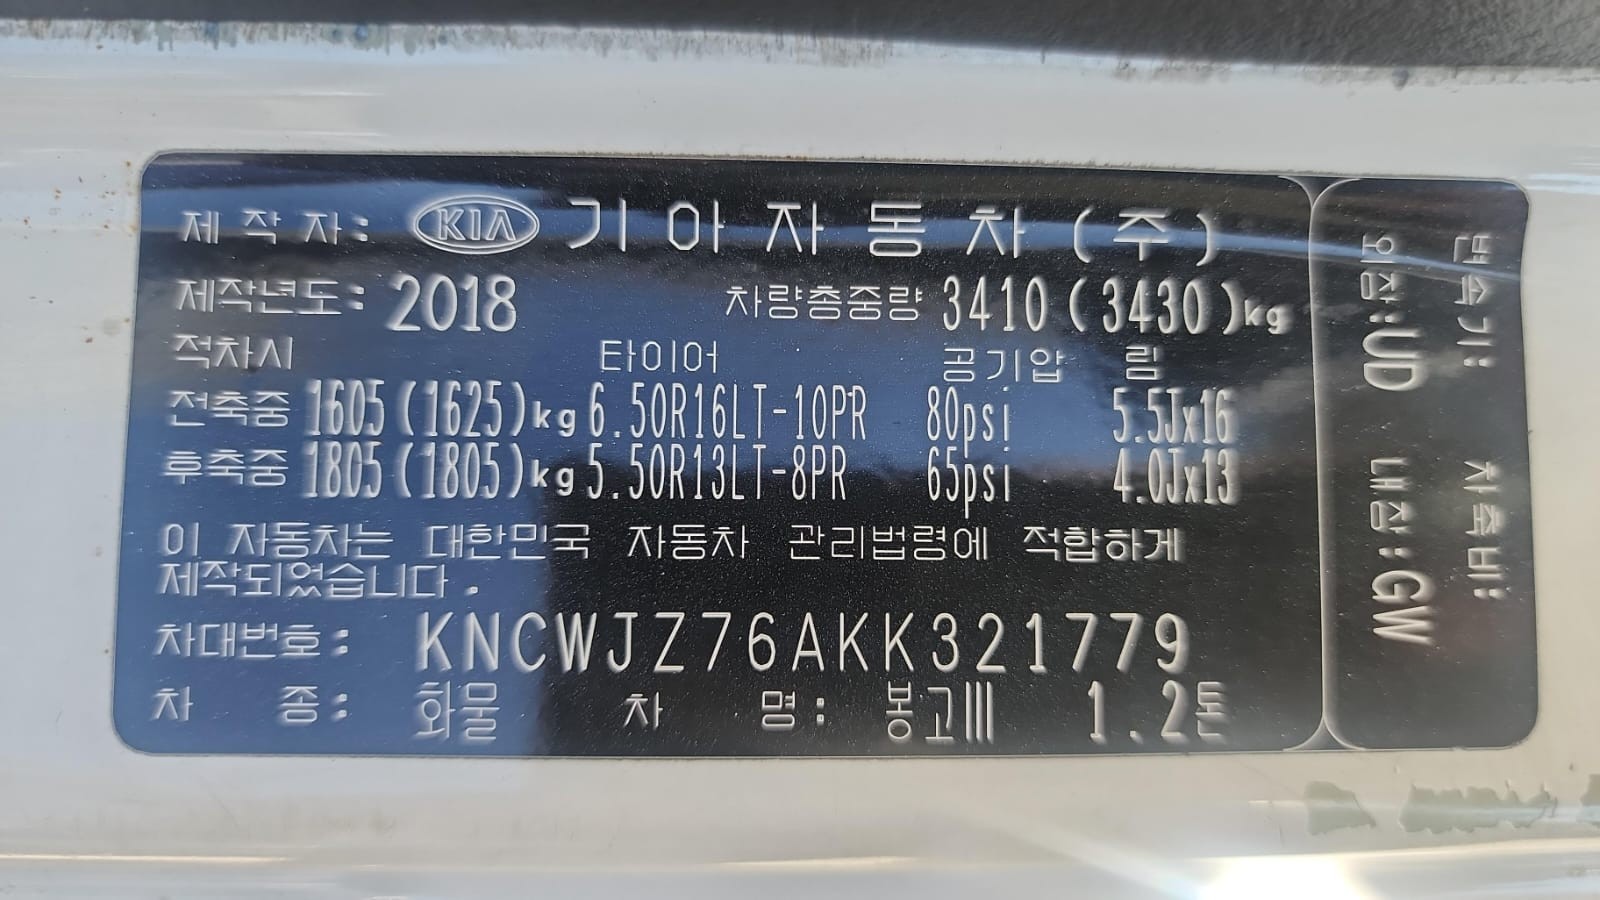 제 작 자: KIA 기아자동차(주)
제작년도: 2018 차량총중량 3410(3430)kg
적차시 타이어 공기압 림
전축중 1605(1625)kg 6.50R16LT-10PR 80psi 5.5Jx16
후축중 1805(1805)kg 5.50R13LT-8PR 65psi 4.0Jx13
이 자동차는 대한민국 자동차 관리법령에 적합하게
제작되었습니다.
차대번호: KNCWJZ76AKK321779
차 종: 화물 차 명: 봉고III 1.2톤
변속기: 차축비:
외장:UD 내장:GW